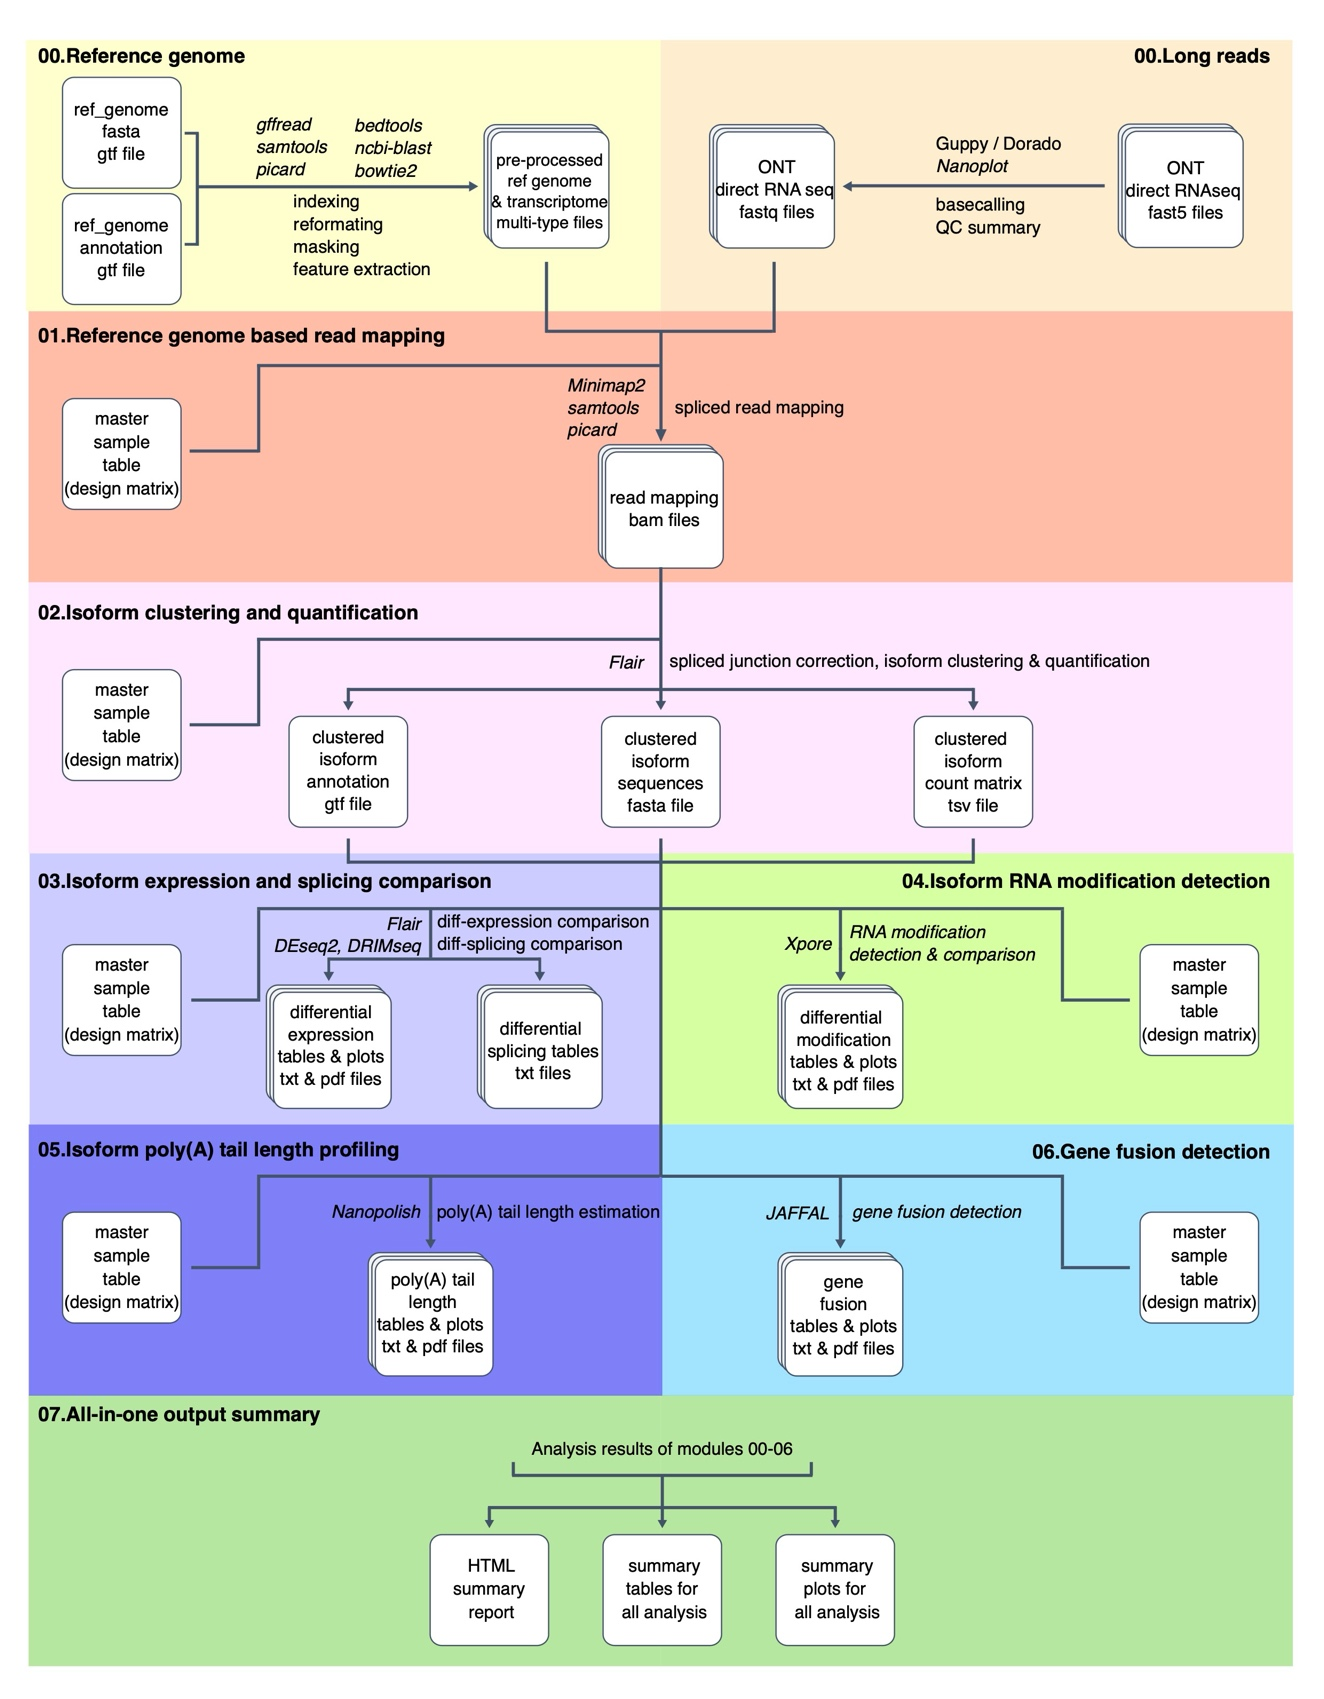 00.Reference genome
ref_genome
fasta
gtf file
ref_genome
annotation
gtf file
gffread
samtools
picard
bedtools
ncbi-blast
bowtie2
indexing
reformating
masking
feature extraction
pre-processed
ref genome
& transcriptome
multi-type files
00.Long reads
ONT
direct RNA seq
fastq files
Guppy / Dorado
Nanoplot
basecalling
QC summary
ONT
direct RNAseq
fast5 files
01.Reference genome based read mapping
master
sample
table
(design matrix)
Minimap2
samtools
picard
spliced read mapping
read mapping
bam files
02.Isoform clustering and quantification
master
sample
table
(design matrix)
Flair
spliced junction correction, isoform clustering & quantification
clustered
isoform
annotation
gtf file
clustered
isoform
sequences
fasta file
clustered
isoform
count matrix
tsv file
03.Isoform expression and splicing comparison
master
sample
table
(design matrix)
Flair
DEseq2, DRIMseq
diff-expression comparison
diff-splicing comparison
differential
expression
tables & plots
txt & pdf files
differential
splicing tables
txt files
04.Isoform RNA modification detection
Xpore
RNA modification
detection & comparison
differential
modification
tables & plots
txt & pdf files
master
sample
table
(design matrix)
05.Isoform poly(A) tail length profiling
master
sample
table
(design matrix)
Nanopolish
poly(A) tail length estimation
poly(A) tail
length
tables & plots
txt & pdf files
06.Gene fusion detection
JAFFAL
gene fusion detection
gene
fusion
tables & plots
txt & pdf files
master
sample
table
(design matrix)
07.All-in-one output summary
Analysis results of modules 00-06
HTML
summary
report
summary
tables for
all analysis
summary
plots for
all analysis